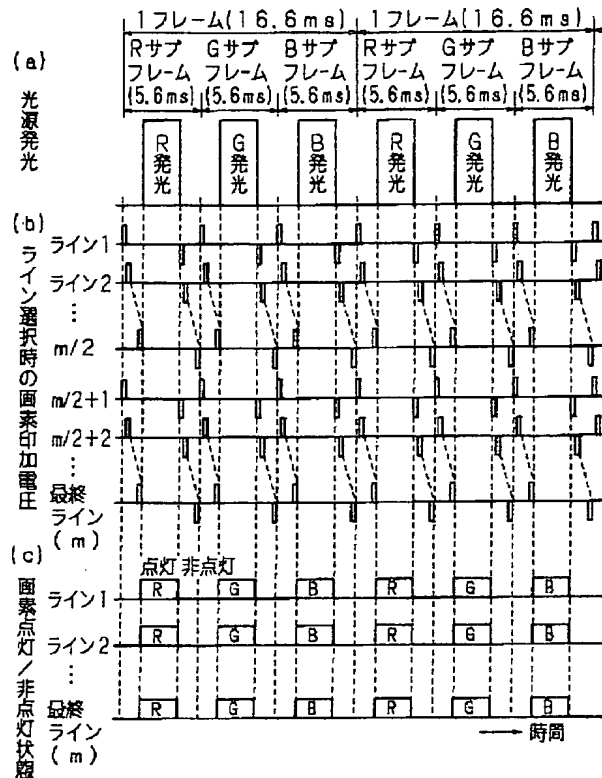 1フレーム(16.6ms) 1フレーム(16.6ms)
(a) Rサブ Gサブ Bサブ Rサブ Gサブ Bサブ
フレーム フレーム フレーム フレーム フレーム フレーム
(5.6ms) (5.6ms) (5.6ms) (5.6ms) (5.6ms) (5.6ms)
光源発光
R発光 G発光 B発光 R発光 G発光 B発光
(b)
ライン選択時の画素印加電圧
ライン1
ライン2
⋮
m/2
m/2+1
m/2+2
⋮
最終
ライン
(m)
(c)
画素点灯/非点灯状態
点灯 非点灯
ライン1 R G B R G B
ライン2 R G B R G B
⋮
最終 R G B R G B
ライン
(m)
→ 時間